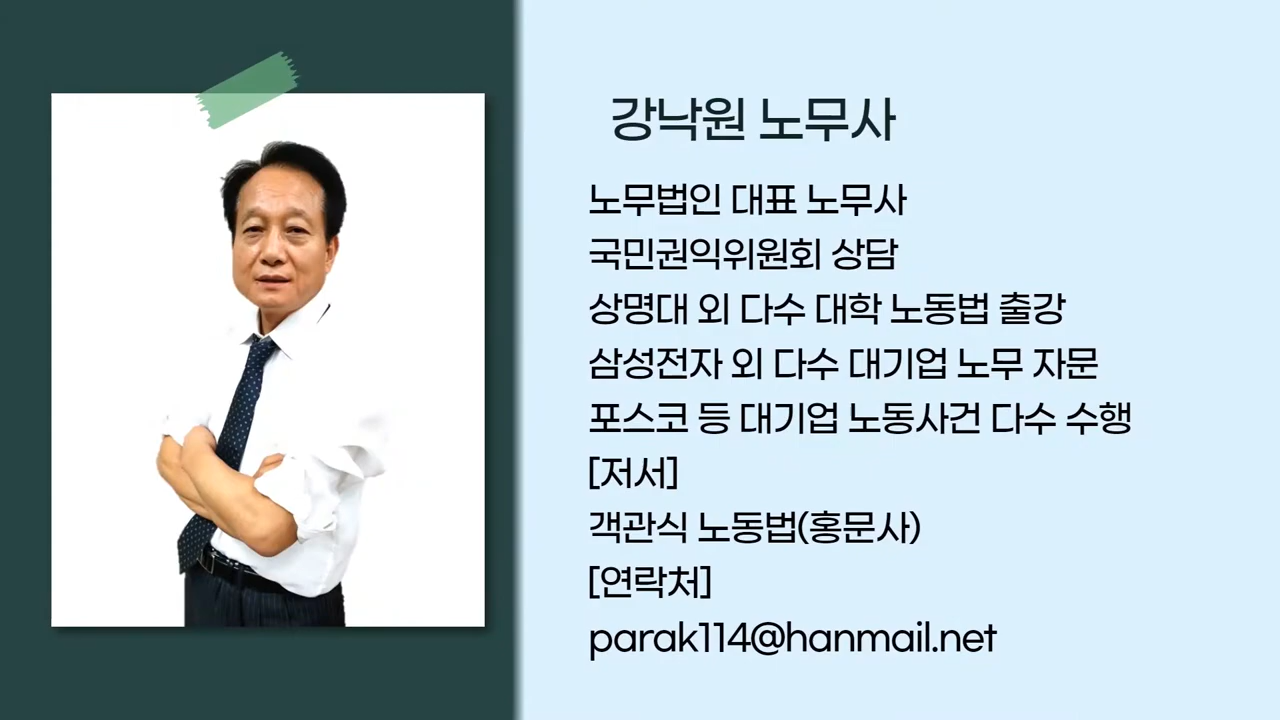 강낙원 노무사
노무법인 대표 노무사
국민권익위원회 상담
상명대 외 다수 대학 노동법 출강
삼성전자 외 다수 대기업 노무 자문
포스코 등 대기업 노동사건 다수 수행
[저서]
객관식 노동법(홍문사)
[연락처]
parak114@hanmail.net